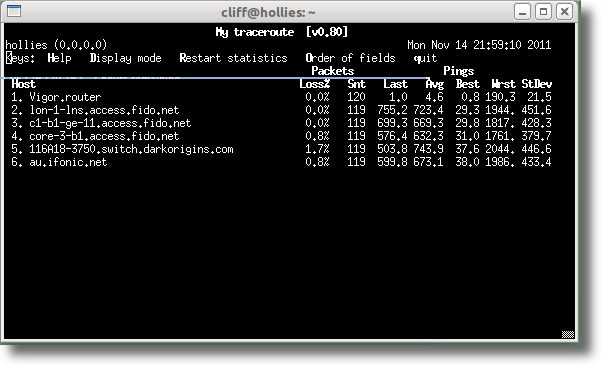 cliff@hollies: ~
My traceroute [v0.80]
hollies (0.0.0.0) Mon Nov 14 21:59:10 2011
Keys: Help Display mode Restart statistics Order of fields quit
Packets Pings
Host Loss% Snt Last Avg Best Wrst StDev
1. Vigor.router 0.0% 120 1.0 4.6 0.8 190.3 21.5
2. lon-1-lns.access.fido.net 0.0% 119 755.2 723.4 29.3 1944. 451.6
3. c1-b1-ge-11.access.fido.net 0.0% 119 699.3 669.3 29.8 1817. 428.3
4. core-3-b1.access.fido.net 0.8% 119 576.4 632.3 31.0 1761. 379.7
5. 116A18-3750.switch.darkorigins.com 1.7% 119 503.8 743.9 37.6 2044. 446.6
6. au.ifonic.net 0.8% 119 599.8 673.1 38.0 1986. 433.4